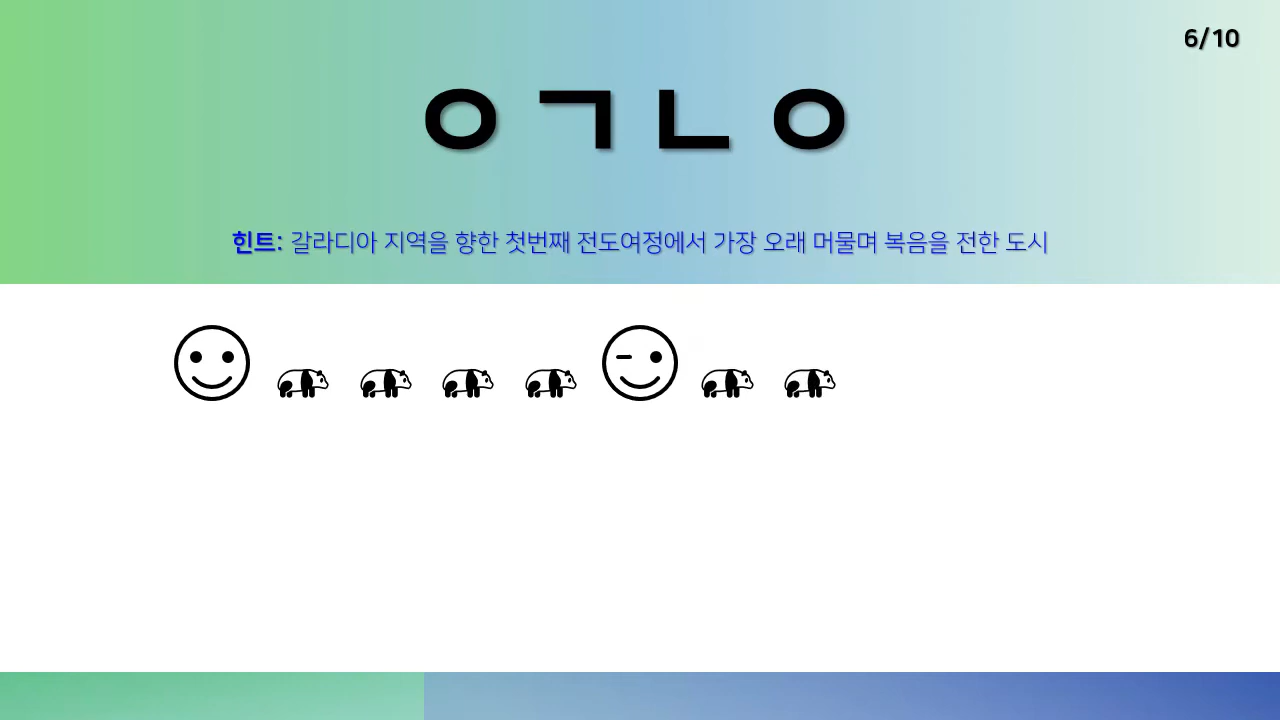 6/10
ㅇㄱㄴㅇ
힌트: 갈라디아 지역을 향한 첫번째 전도여정에서 가장 오래 머물며 복음을 전한 도시